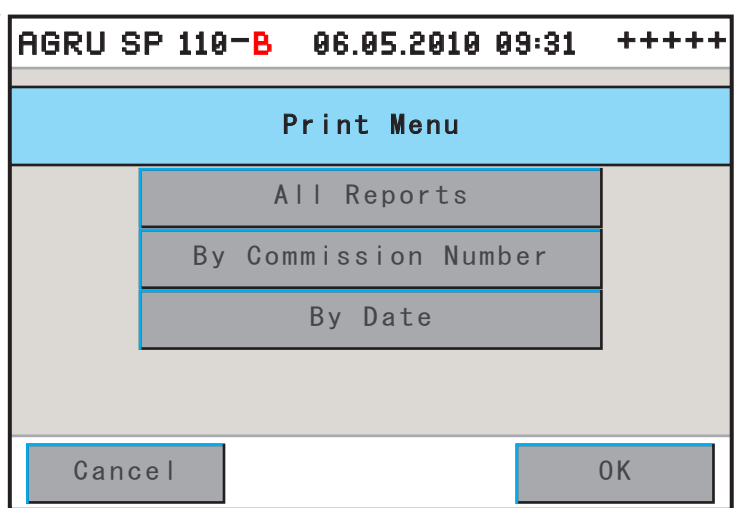 AGRU SP 110-B 06.05.2010 09:31 +++++
Print Menu
All Reports
By Commission Number
By Date
Cancel OK